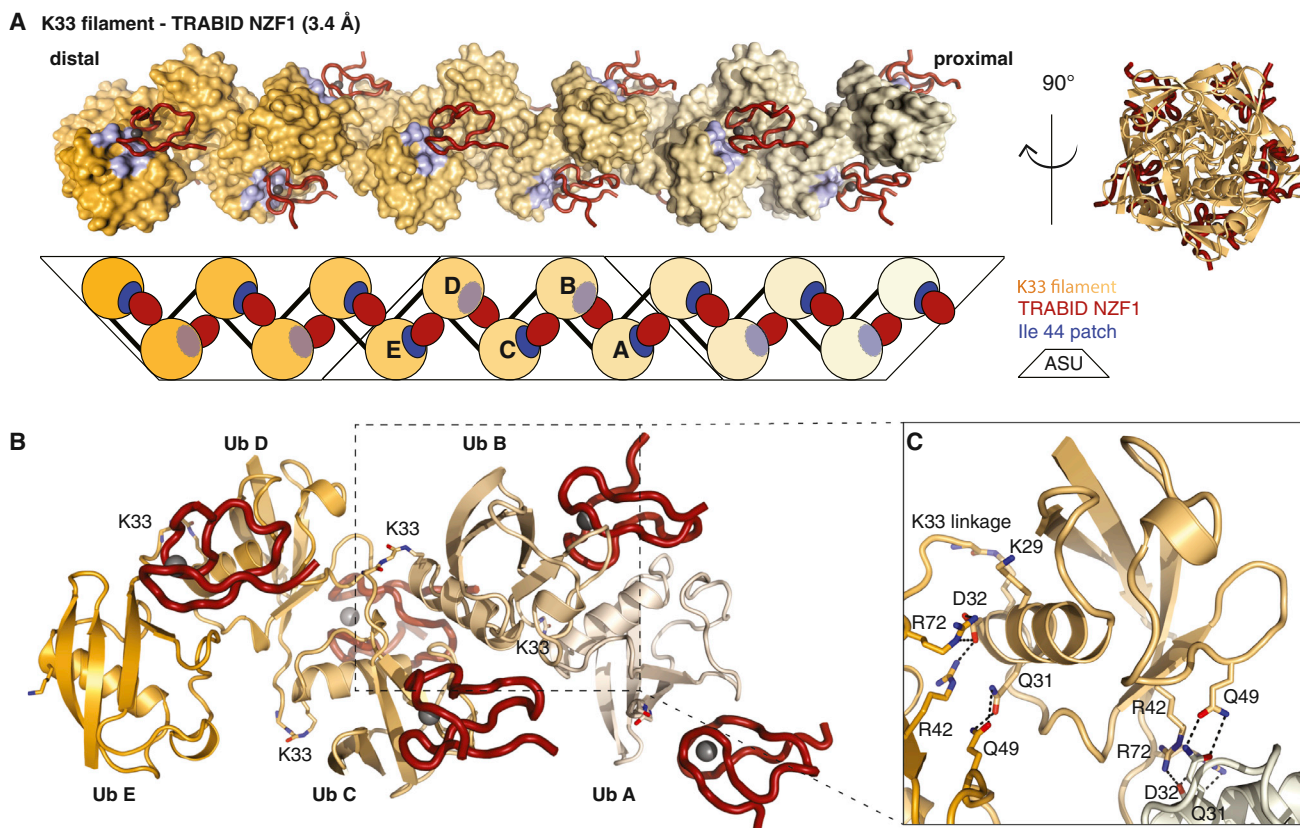 A K33 filament - TRABID NZF1 (3.4 Å)
distal
proximal
90°
D
B
E
C
A
K33 filament
TRABID NZF1
Ile 44 patch
ASU
B
Ub D
Ub B
K33
K33
K33
K33
Ub E
Ub C
Ub A
C
K33 linkage
K29
D32
R72
Q31
R42
Q49
R42
Q49
R72
D32
Q31